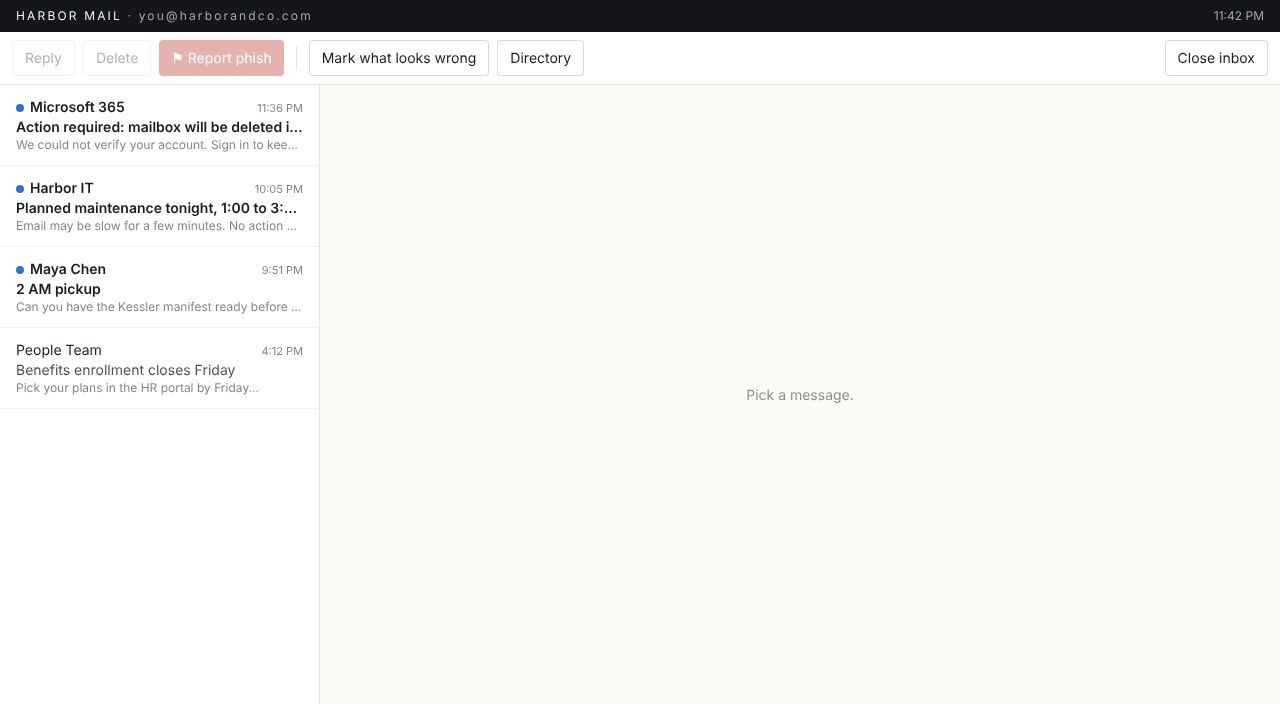 HARBOR MAIL · you@harborandco.com
11:42 PM
Reply
Delete
⚑ Report phish
Mark what looks wrong
Directory
Close inbox
Microsoft 365
11:36 PM
Action required: mailbox will be deleted i...
We could not verify your account. Sign in to kee...
Harbor IT
10:05 PM
Planned maintenance tonight, 1:00 to 3:...
Email may be slow for a few minutes. No action ...
Maya Chen
9:51 PM
2 AM pickup
Can you have the Kessler manifest ready before ...
People Team
4:12 PM
Benefits enrollment closes Friday
Pick your plans in the HR portal by Friday...
Pick a message.